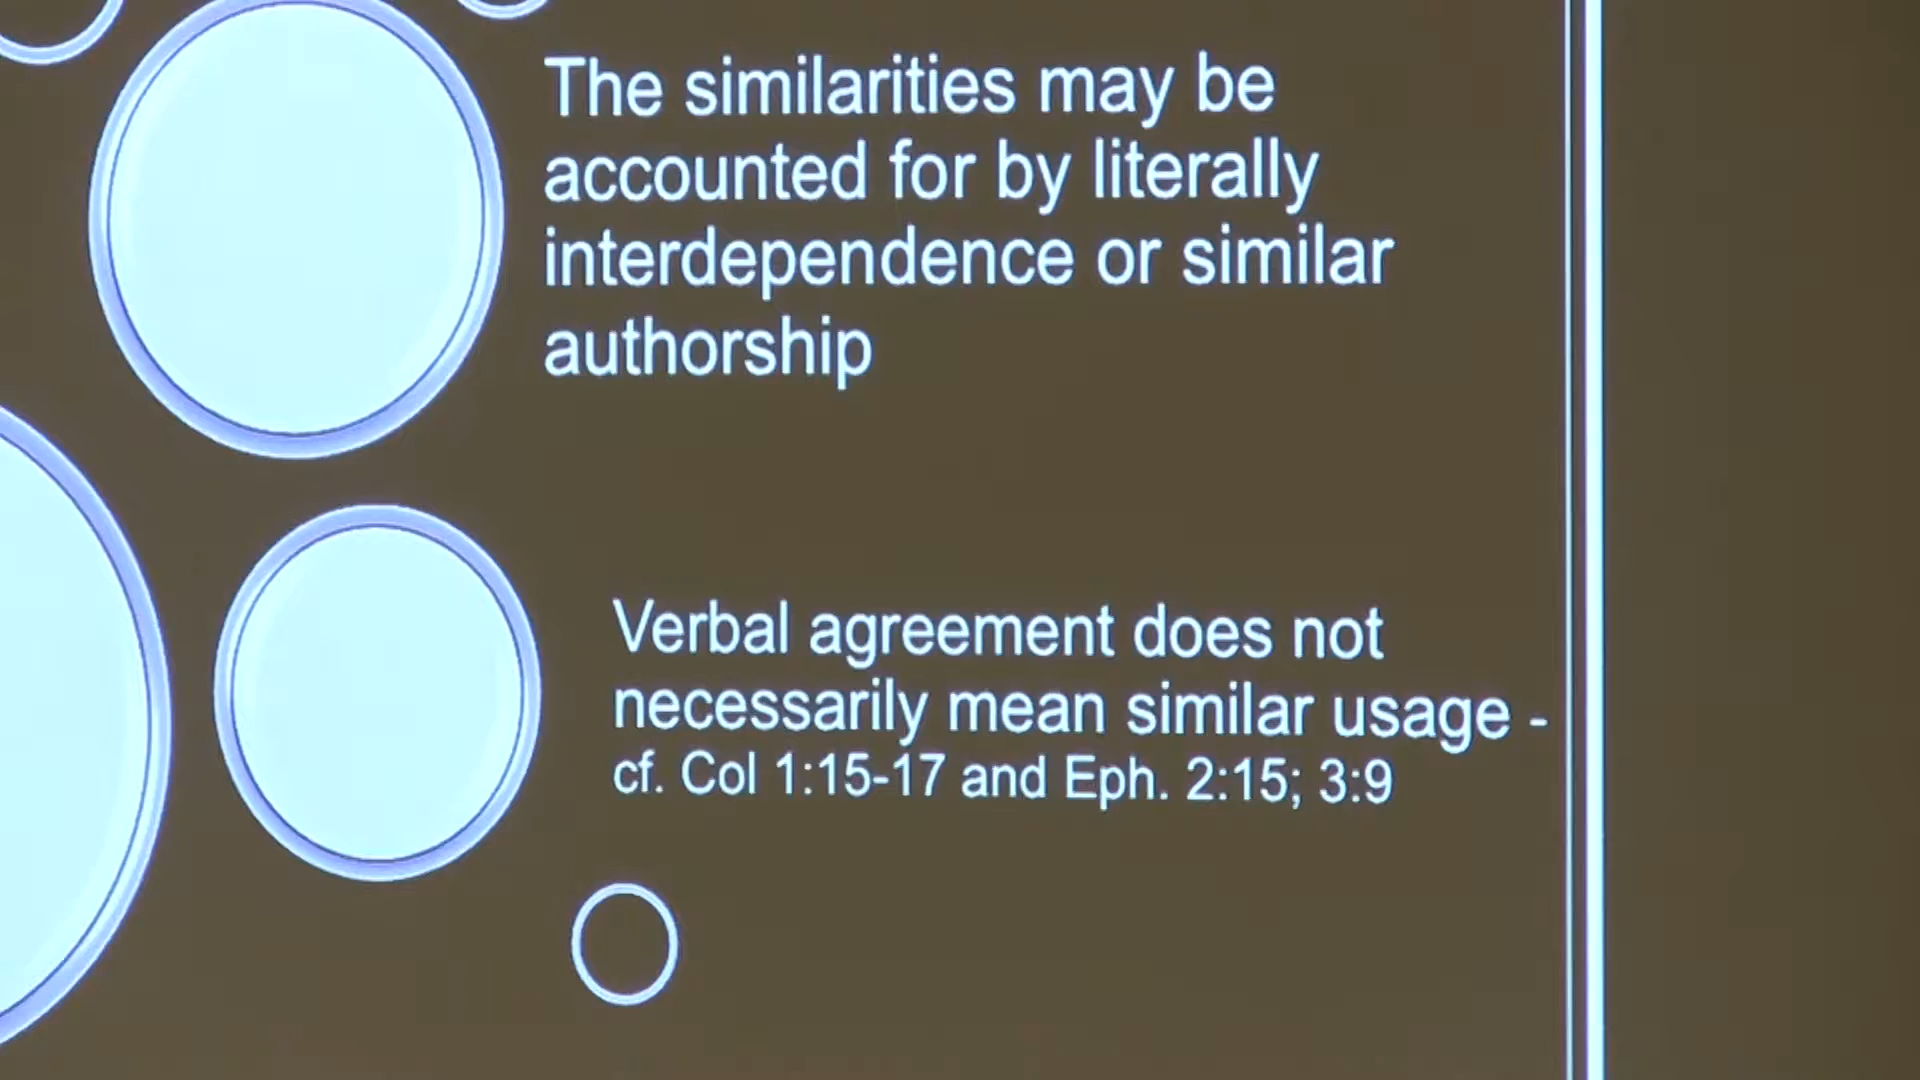 The similarities may be
accounted for by literally
interdependence or similar
authorship
Verbal agreement does not
necessarily mean similar usage -
cf. Col 1:15-17 and Eph. 2:15; 3:9